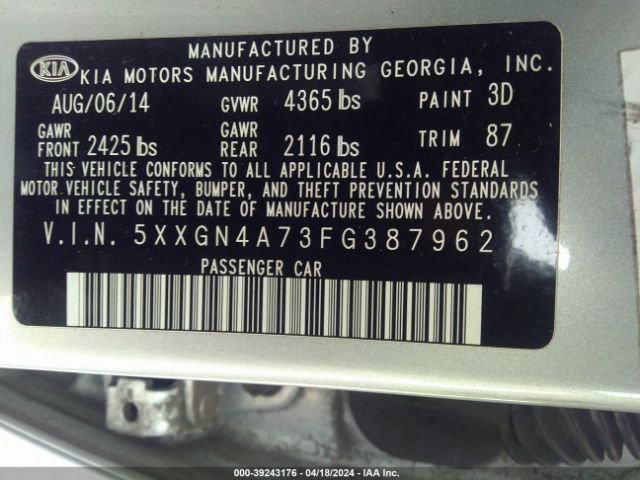 MANUFACTURED BY
KIA KIA MOTORS MANUFACTURING GEORGIA, INC.
AUG/06/14 GVWR 4365 lbs PAINT 3D
GAWR FRONT 2425 lbs GAWR REAR 2116 lbs TRIM 87
THIS VEHICLE CONFORMS TO ALL APPLICABLE U.S.A. FEDERAL
MOTOR VEHICLE SAFETY, BUMPER, AND THEFT PREVENTION STANDARDS
IN EFFECT ON THE DATE OF MANUFACTURE SHOWN ABOVE.
V.I.N. 5XXGN4A73FG387962
PASSENGER CAR
000-39243176 - 04/18/2024 - IAA Inc.